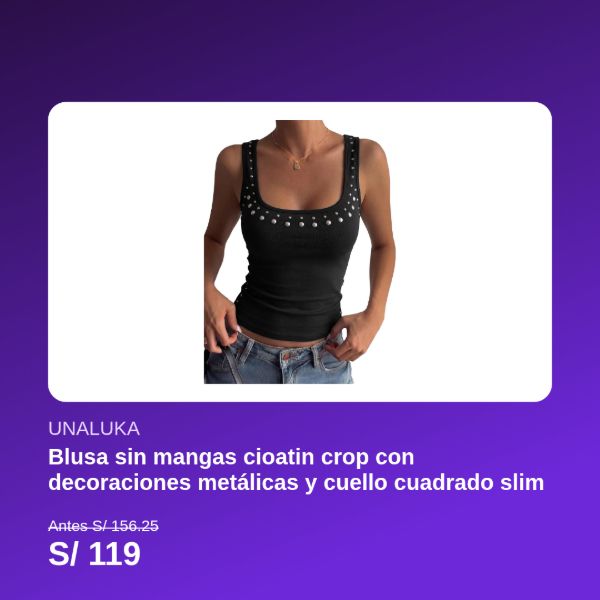 UNALUKA
Blusa sin mangas cioatin crop con
decoraciones metálicas y cuello cuadrado slim
Antes S/ 156.25
S/ 119